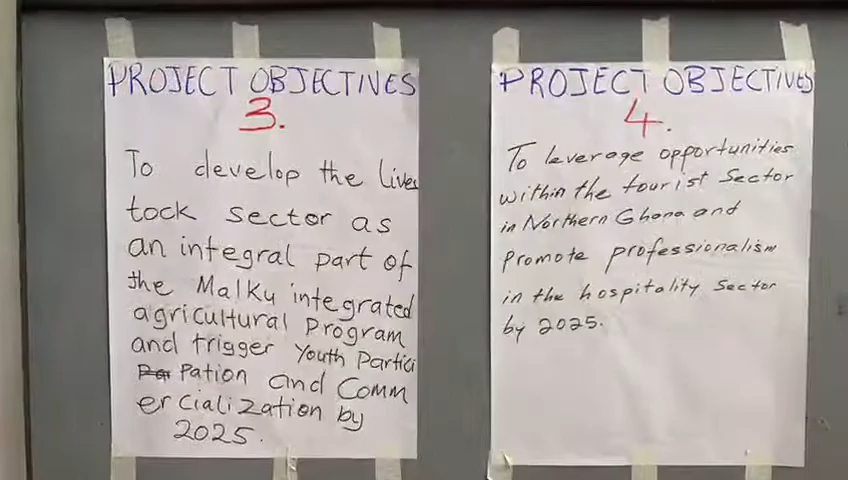 PROJECT OBJECTIVES
3.
To develop the lives
tock sector as
an integral part of
the Malku integrated
agricultural Program
and trigger Youth Partici
Pation and Comm
ercialization by
2025.
PROJECT OBJECTIVES
4.
To leverage opportunities
within the tourist Sector
in Northern Ghana and
Promote professionalism
in the hospitality Sector
by 2025.